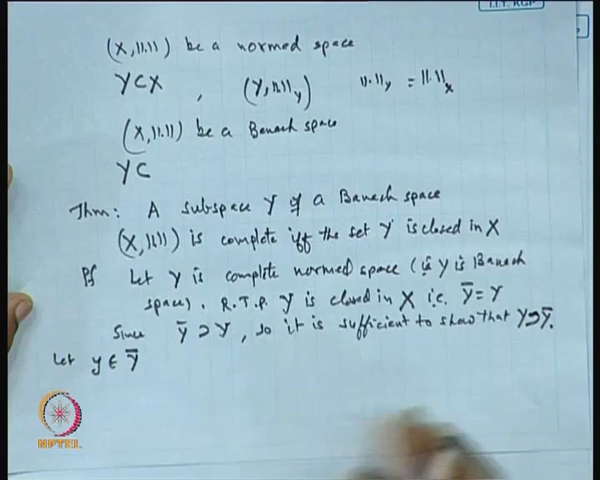 I.I.T. KGP
(X, ||.||) be a normed space
Y⊂X , (Y, ||.||_Y) ||.||_Y = ||.||_X
(X, ||.||) be a Banach space
Y⊂
Thm: A subspace Y of a Banach space
(X, ||.||) is complete iff the set Y is closed in X
Pf Let Y is complete normed space (ie Y is Banach
space). R.T.P. Y is closed in X i.e. Y̅ = Y
Since Y̅ ⊃ Y, so it is sufficient to show that Y⊃Y̅.
Let y ∈ Y̅
NPTEL